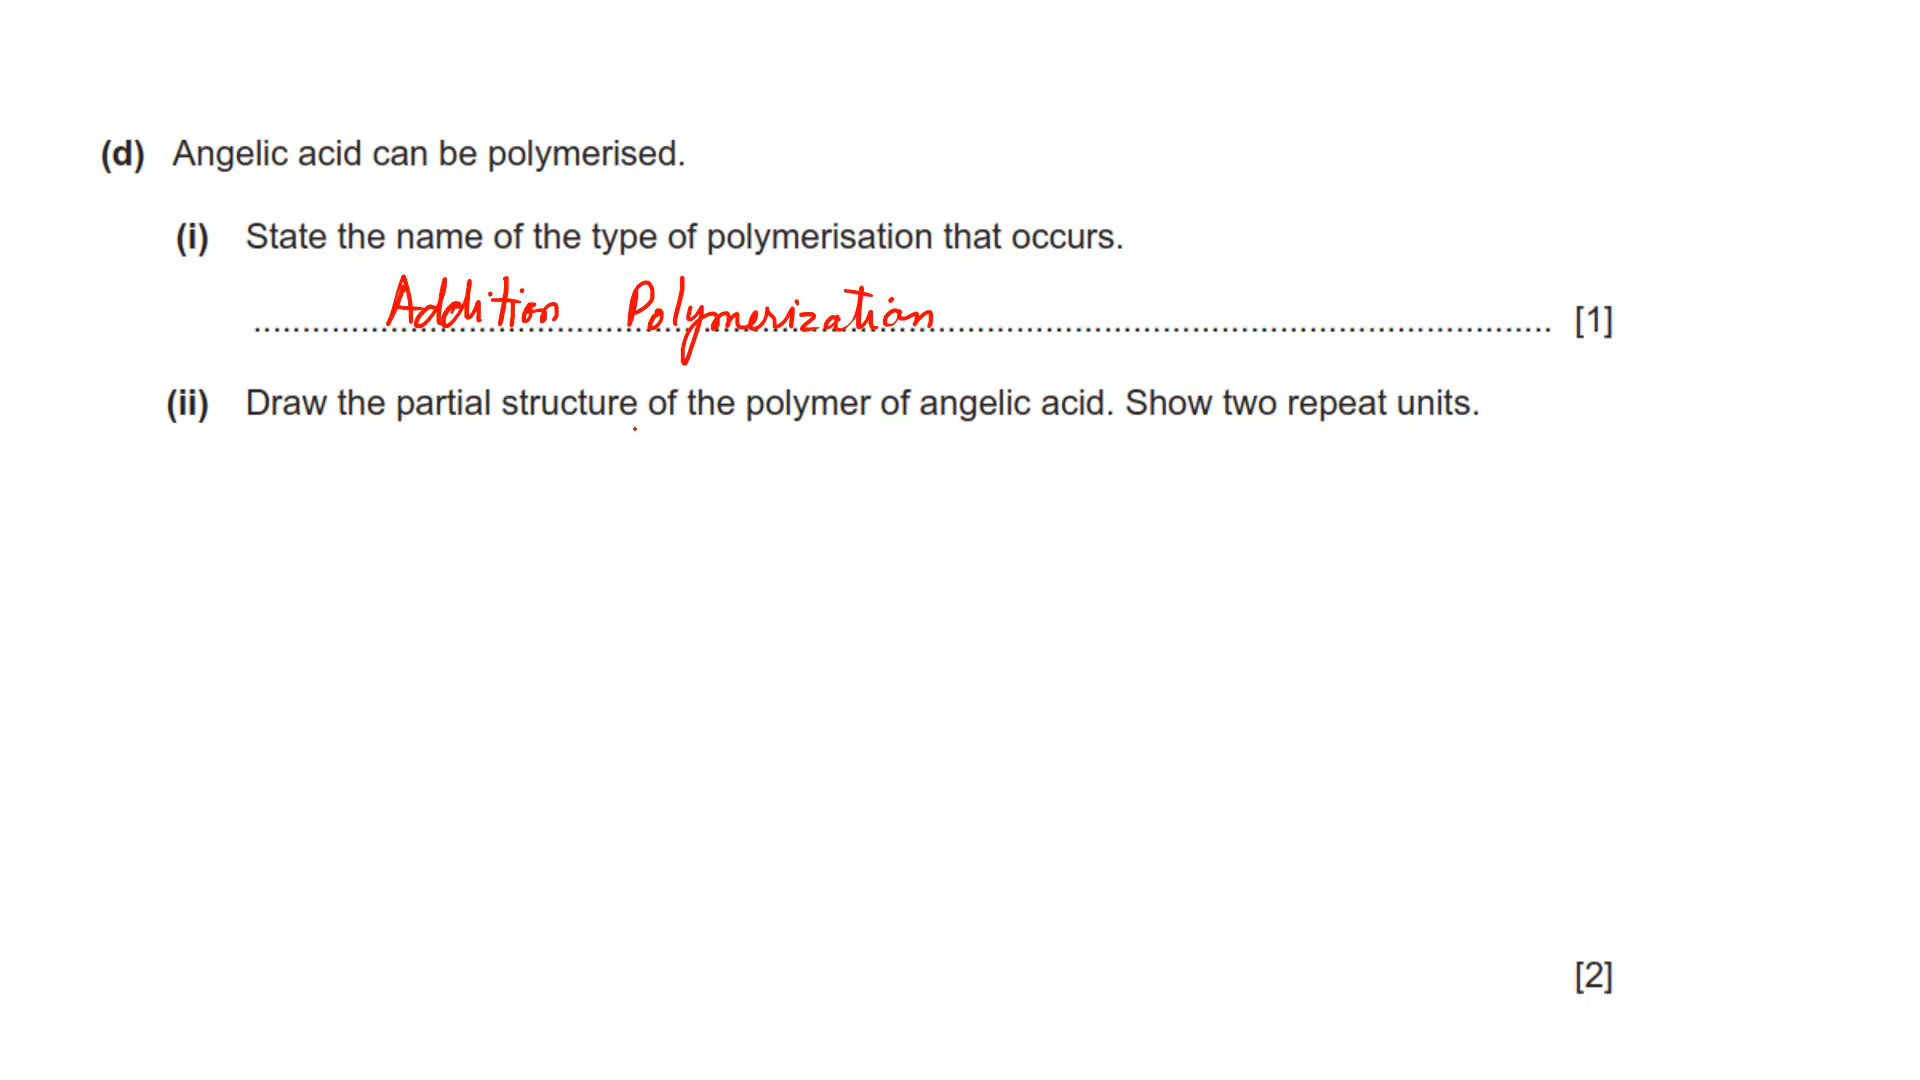 (d) Angelic acid can be polymerised.
(i) State the name of the type of polymerisation that occurs.
Addition Polymerization [1]
(ii) Draw the partial structure of the polymer of angelic acid. Show two repeat units.
[2]